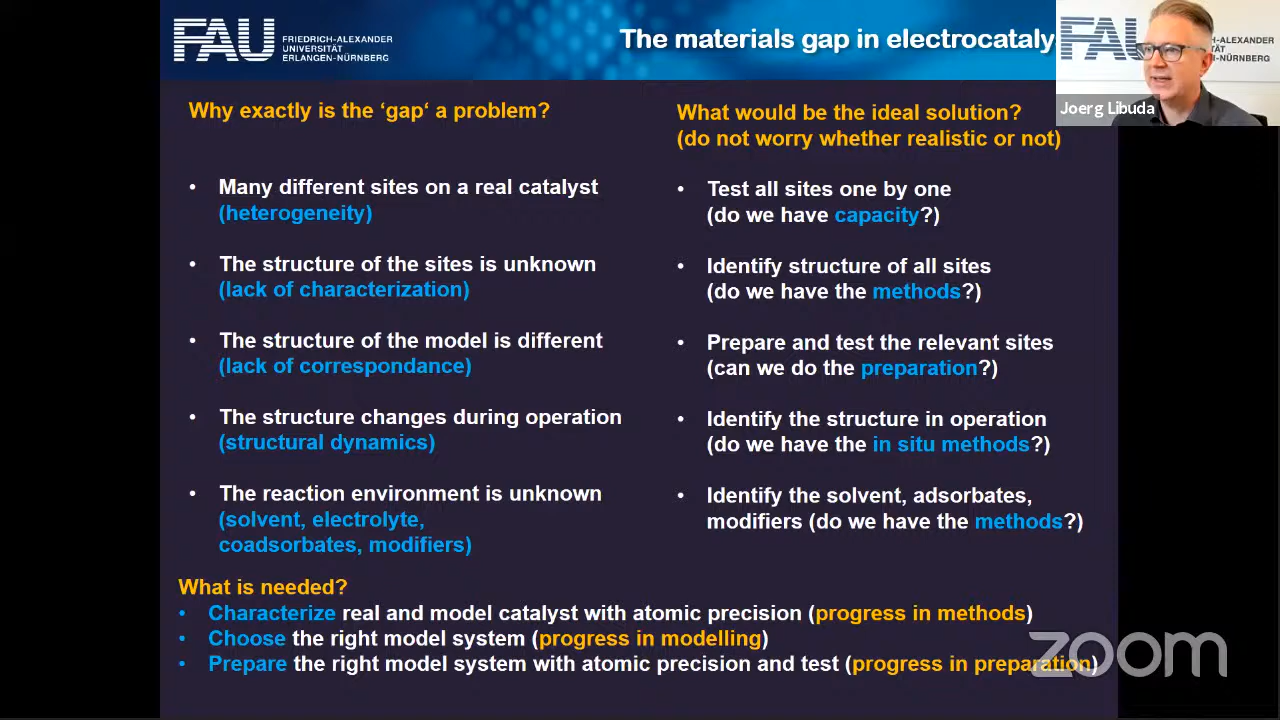 FAU
FRIEDRICH-ALEXANDER
UNIVERSITÄT
ERLANGEN-NÜRNBERG
The materials gap in electrocataly
FAU
-ALEXANDER
TÄT
N-NÜRNBERG
Joerg Libuda
Why exactly is the ‘gap‘ a problem?
• Many different sites on a real catalyst
(heterogeneity)
• The structure of the sites is unknown
(lack of characterization)
• The structure of the model is different
(lack of correspondance)
• The structure changes during operation
(structural dynamics)
• The reaction environment is unknown
(solvent, electrolyte,
coadsorbates, modifiers)
What would be the ideal solution?
(do not worry whether realistic or not)
• Test all sites one by one
(do we have capacity?)
• Identify structure of all sites
(do we have the methods?)
• Prepare and test the relevant sites
(can we do the preparation?)
• Identify the structure in operation
(do we have the in situ methods?)
• Identify the solvent, adsorbates,
modifiers (do we have the methods?)
What is needed?
• Characterize real and model catalyst with atomic precision (progress in methods)
• Choose the right model system (progress in modelling)
• Prepare the right model system with atomic precision and test (progress in preparation)
zoom